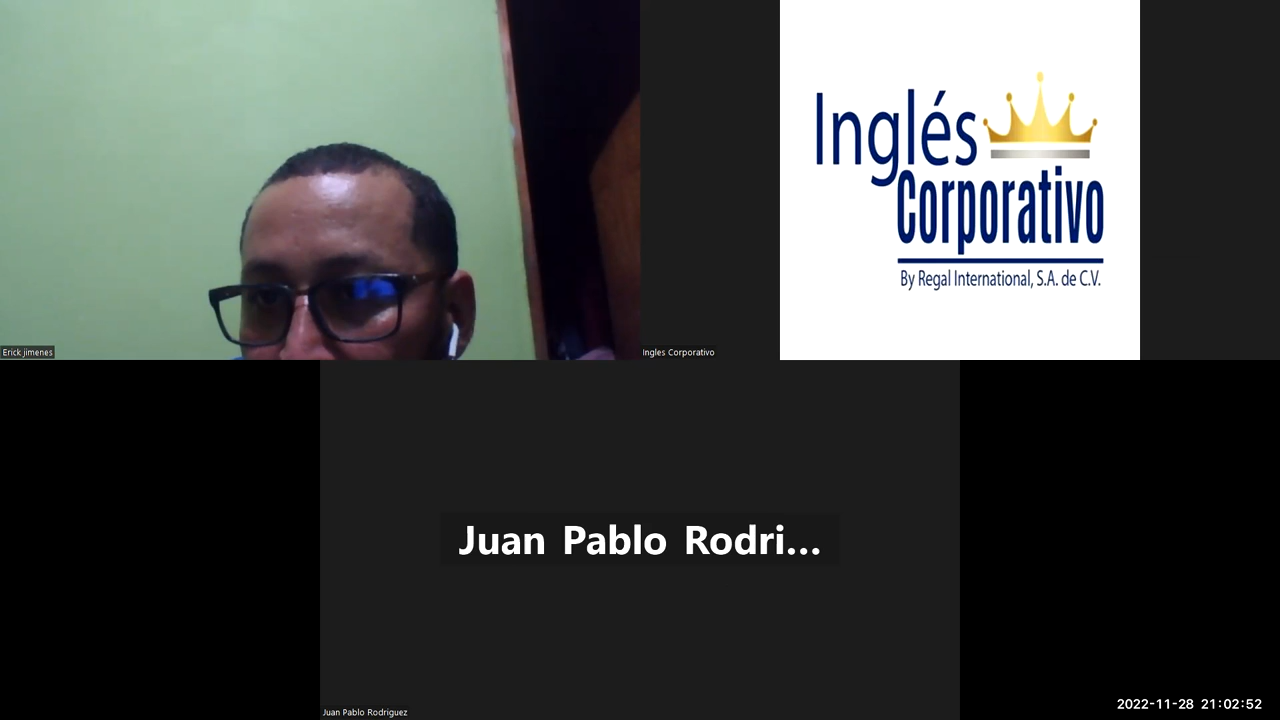 Inglés
Corporativo
By Regal International, S.A. de C.V.
Erick jimenes
Ingles Corporativo
Juan Pablo Rodri...
Juan Pablo Rodriguez
2022-11-28 21:02:52